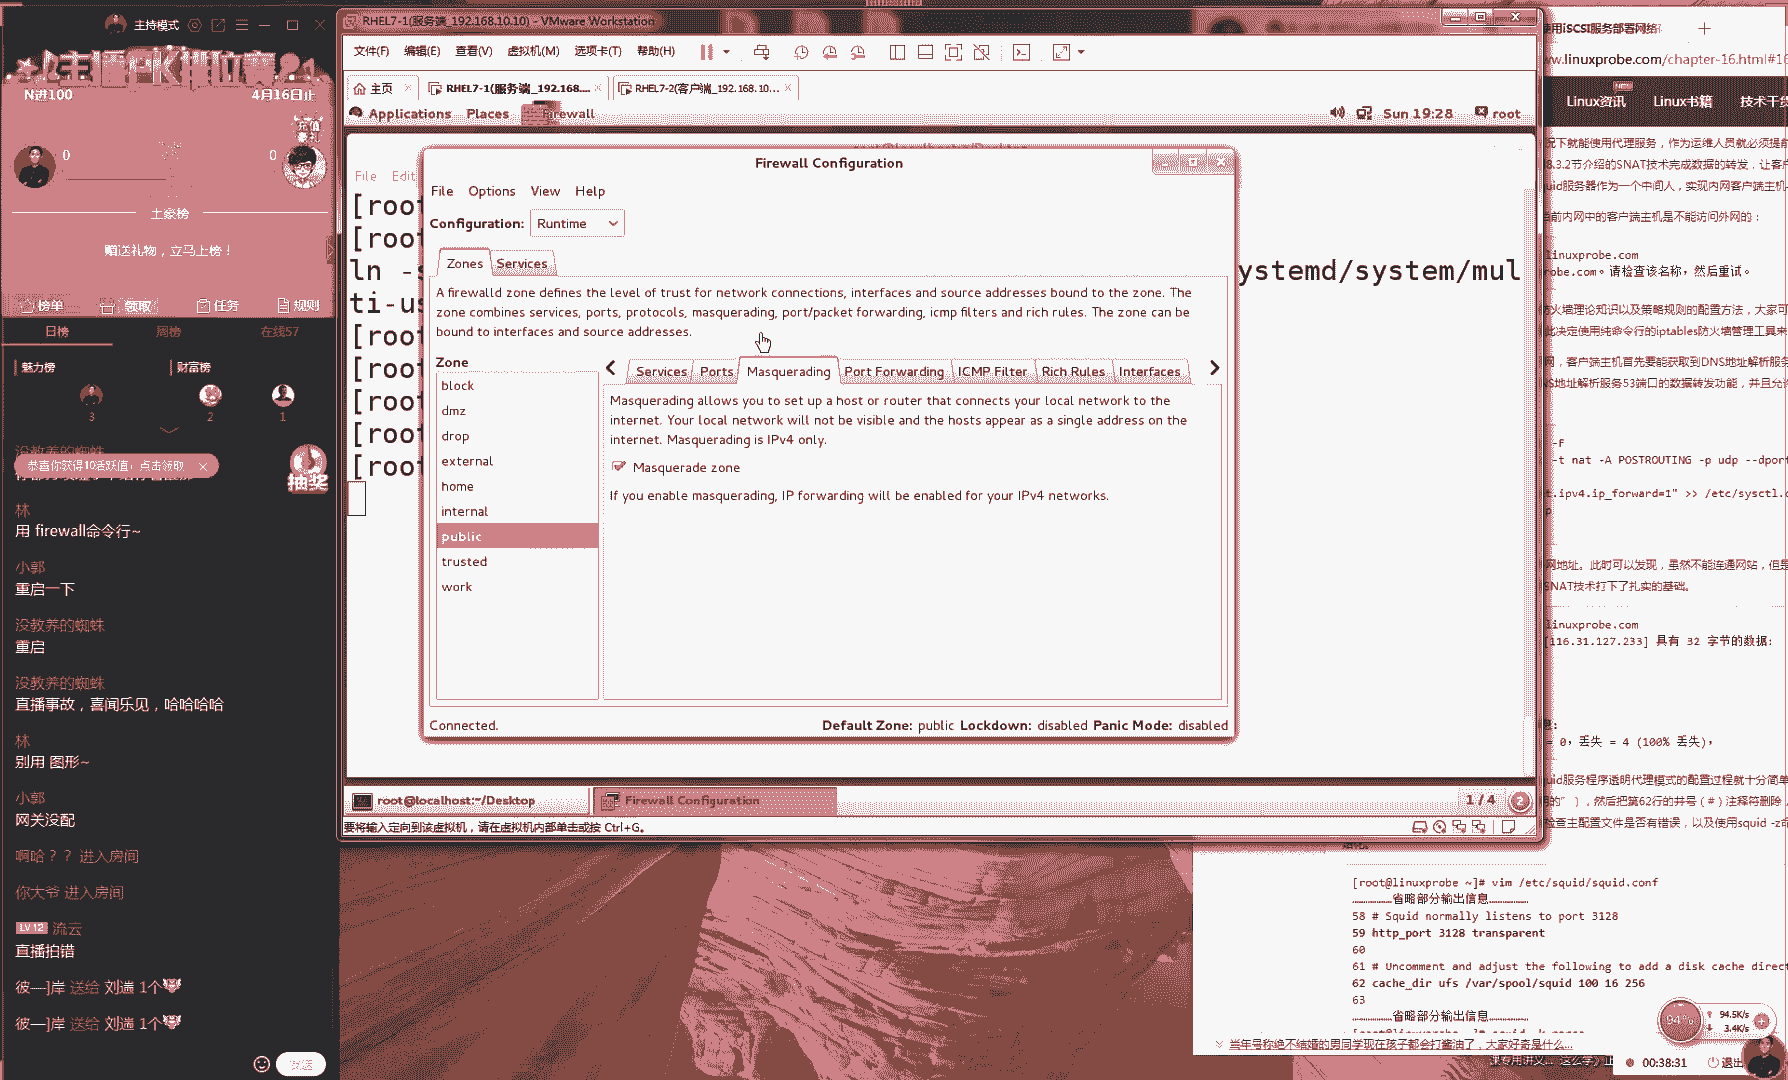 主持模式
主播PK排位赛
N进100
4月16日止
0
0
土豪榜
赠送礼物，立马上榜！
榜单
领取
任务
规则
日榜
周榜
在线57
魅力榜
财富榜
3
2
1
没教养的蜘蛛
恭喜你获得10活跃值，点击领取
抽奖
林
用 firewall命令行~
小郭
重启一下
没教养的蜘蛛
重启
没教养的蜘蛛
直播事故，喜闻乐见，哈哈哈哈
林
别用 图形~
小郭
网关没配
啊哈？？ 进入房间
你大爷 进入房间
LV 12 流云
直播拍错
彼—]岸 送给 刘遄 1个
彼—]岸 送给 刘遄 1个
发送
RHEL7-1(服务端_192.168.10.10) - VMware Workstation
文件(F) 编辑(E) 查看(V) 虚拟机(M) 选项卡(T) 帮助(H)
主页
RHEL7-1(服务端_192.168....
RHEL7-2(客户端_192.168.10...
Applications Places Firewall
Sun 19:28
root
File Edit
[root
[root
ln -s
ystemd/system/mul
ti-us
[root
[root
[root
[root
[root
Firewall Configuration
File Options View Help
Configuration: Runtime
Zones Services
A firewalld zone defines the level of trust for network connections, interfaces and source addresses bound to the zone. The
zone combines services, ports, protocols, masquerading, port/packet forwarding, icmp filters and rich rules. The zone can be
bound to interfaces and source addresses.
Zone
block
dmz
drop
external
home
internal
public
trusted
work
Services Ports Masquerading Port Forwarding ICMP Filter Rich Rules Interfaces
Masquerading allows you to set up a host or router that connects your local network to the
internet. Your local network will not be visible and the hosts appear as a single address on the
internet. Masquerading is IPv4 only.
Masquerade zone
If you enable masquerading, IP forwarding will be enabled for your IPv4 networks.
Connected.
Default Zone: public Lockdown: disabled Panic Mode: disabled
root@localhost:~/Desktop
Firewall Configuration
1 / 4
2
要将输入定向到该虚拟机，请在虚拟机内部单击或按 Ctrl+G。
使用iSCSI服务部署网络
ww.linuxprobe.com/chapter-16.html#16
NEW
Linux资讯 Linux书籍 技术干货
况下就能使用代理服务，作为运维人员就必须提前
8.3.2节介绍的SNAT技术完成数据的转发，让客户
uid服务器作为一个中间人，实现内网客户端主机
当前内网中的客户端主机是不能访问外网的：
linuxprobe.com
robe.com。请检查该名称，然后重试。
防火墙理论知识以及策略规则的配置方法，大家可
此决定使用纯命令行的iptables防火墙管理工具来
网，客户端主机首先要能获取到DNS地址解析服务
NS地址解析服务53端口的数据转发功能，并且允许
-F
-t nat -A POSTROUTING -p udp --dport
t.ipv4.ip_forward=1" >> /etc/sysctl.c
p
网地址。此时可以发现，虽然不能连通网站，但是
SNAT技术打下了扎实的基础。
linuxprobe.com
[116.31.127.233] 具有 32 字节的数据:
息:
= 0，丢失 = 4 (100% 丢失)，
uid服务程序透明代理模式的配置过程就十分简单
明的"），然后把第62行的井号（#）注释符删除，
检查主配置文件是否有错误，以及使用squid -z命
[root@linuxprobe ~]# vim /etc/squid/squid.conf
………………省略部分输出信息………………
58 # Squid normally listens to port 3128
59 http_port 3128 transparent
60
61 # Uncomment and adjust the following to add a disk cache direct
62 cache_dir ufs /var/spool/squid 100 16 256
63
………………省略部分输出信息………………
94%
94.5K/s
3.4K/s
当年号称绝不结婚的男同学现在孩子都会打酱油了，大家好奇是什么...
00:38:31
退出